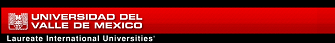 UNIVERSIDAD DEL
VALLE DE MEXICO
Laureate International Universities®